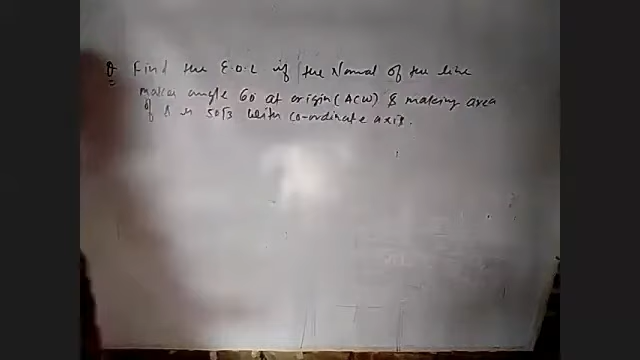 Q Find the E.O.L if the Normal of the line
makes angle 60 at origin (ACW) & making area
of Δ is 50√3 with co-ordinate axis.